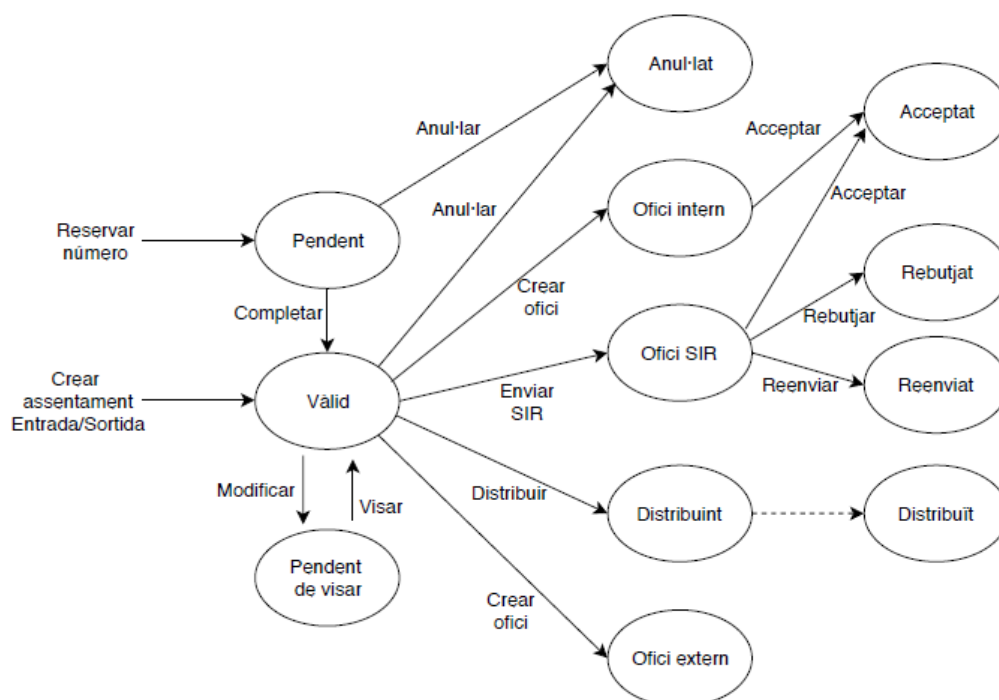 Anul·lat
Acceptat
Anul·lar
Acceptar
Acceptar
Anul·lar
Ofici intern
Reservar
número
Pendent
Rebutjat
Crear
ofici
Completar
Rebutjar
Ofici SIR
Crear
assentament
Entrada/Sortida
Vàlid
Enviar
SIR
Reenviar
Reenviat
Modificar
Visar
Distribuir
Distribuint
Distribuït
Pendent
de visar
Crear
ofici
Ofici extern